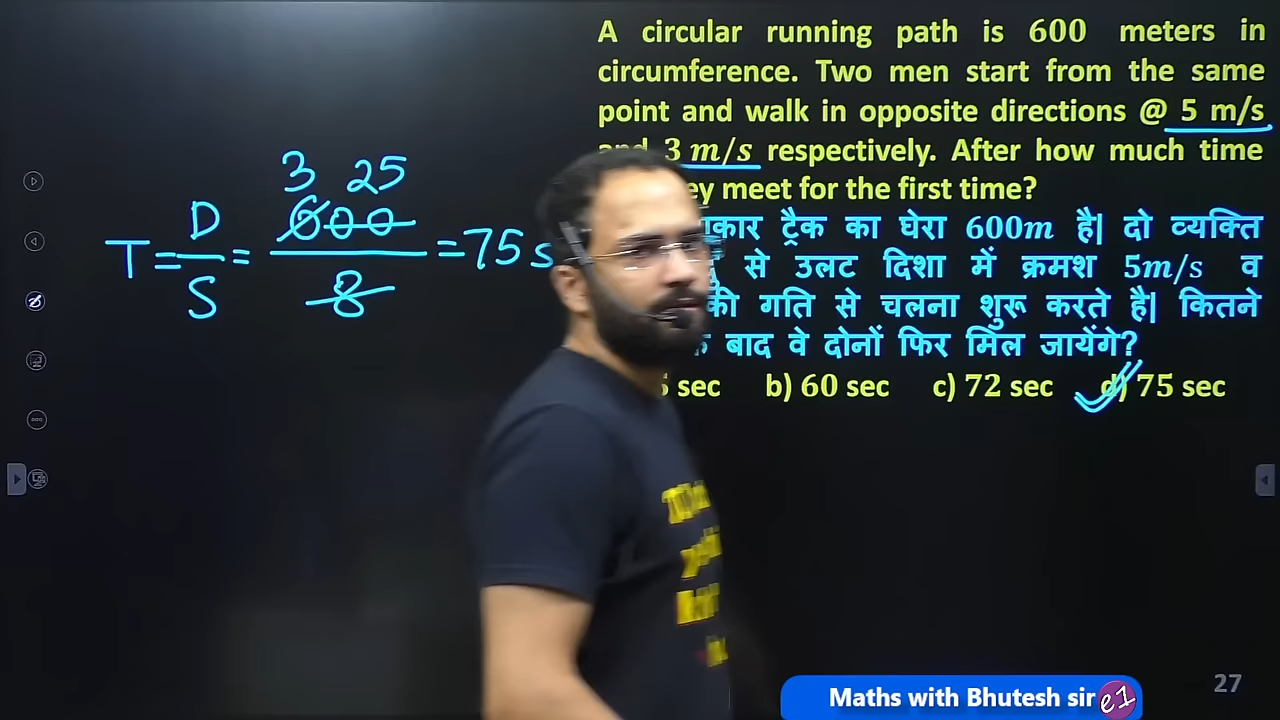 A circular running path is 600 meters in
circumference. Two men start from the same
point and walk in opposite directions @ 5 m/s
3 m/s respectively. After how much time
meet for the first time?
ट्रैक का घेरा 600m है| दो व्यक्ति
से उलट दिशा में क्रमश 5m/s व
की गति से चलना शुरू करते है| कितने
बाद वे दोनों फिर मिल जायेंगे?
sec b) 60 sec c) 72 sec d) 75 sec
3 25
T = D/S = 600/8 = 75 s
Maths with Bhutesh sir e1
27